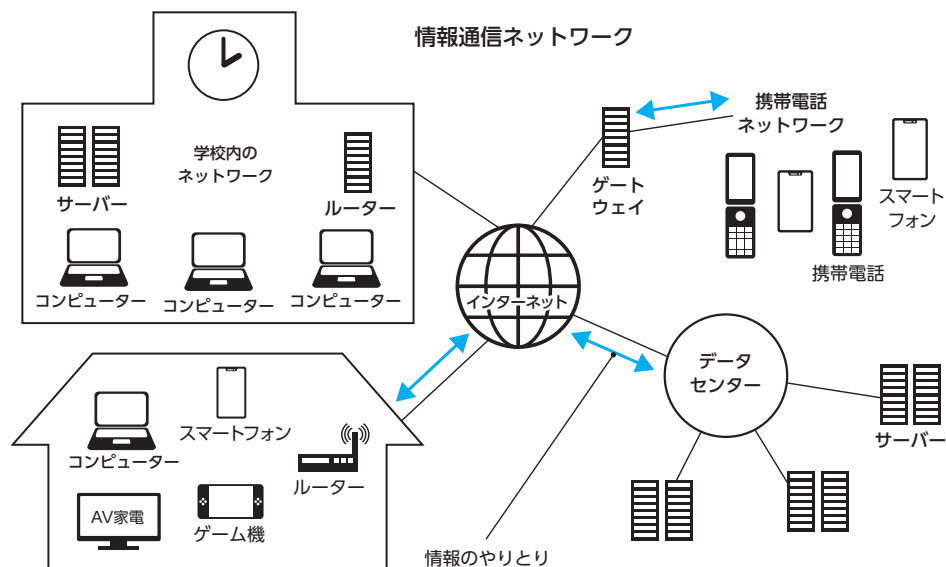 情報通信ネットワーク
学校内の
ネットワーク
サーバー
ルーター
コンピューター
コンピューター
コンピューター
ゲート
ウェイ
携帯電話
ネットワーク
スマート
フォン
携帯電話
インターネット
データ
センター
サーバー
コンピューター
スマートフォン
ルーター
AV家電
ゲーム機
情報のやりとり